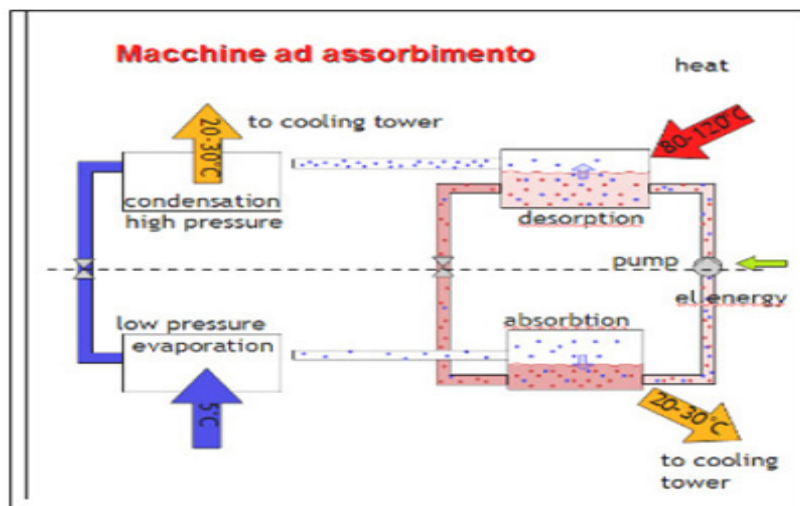 Macchine ad assorbimento
heat
80-120°C
20-30°C
to cooling tower
condensation
high pressure
desorption
pump
el.energy
low pressure
evaporation
absorbtion
5°C
20-30°C
to cooling
tower